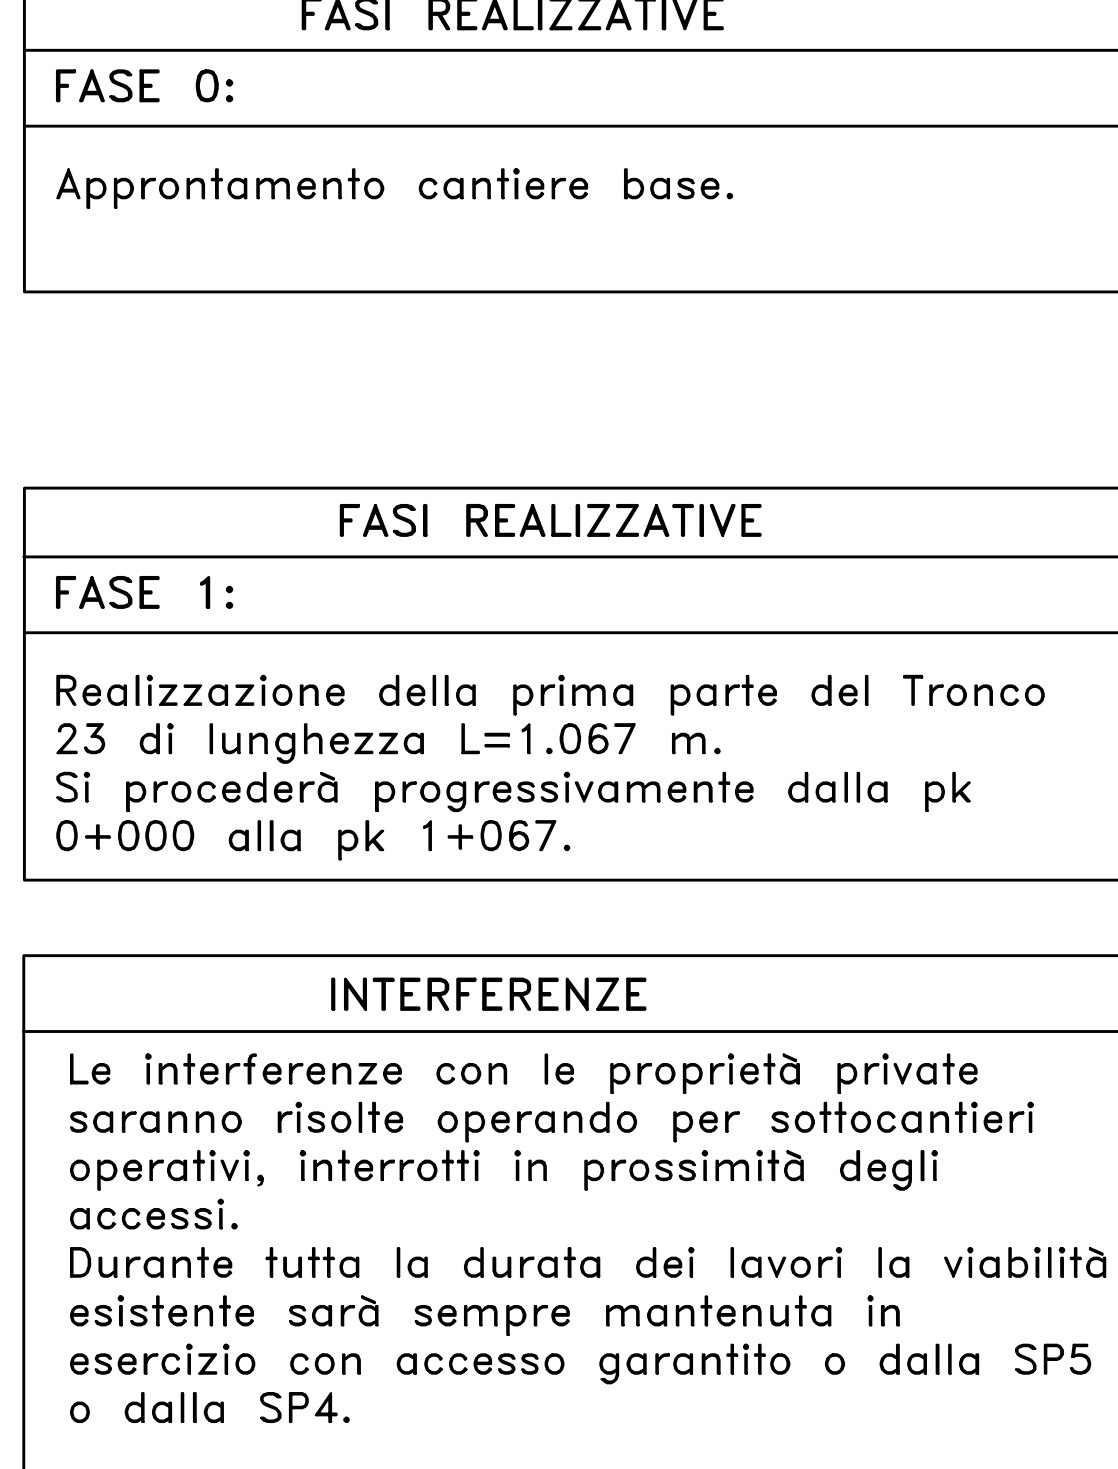 FASI REALIZZATIVE
FASE 0:
Approntamento cantiere base.
FASI REALIZZATIVE
FASE 1:
Realizzazione della prima parte del Tronco
23 di lunghezza L=1.067 m.
Si procederà progressivamente dalla pk
0+000 alla pk 1+067.
INTERFERENZE
Le interferenze con le proprietà private
saranno risolte operando per sottocantieri
operativi, interrotti in prossimità degli
accessi.
Durante tutta la durata dei lavori la viabilità
esistente sarà sempre mantenuta in
esercizio con accesso garantito o dalla SP5
o dalla SP4.